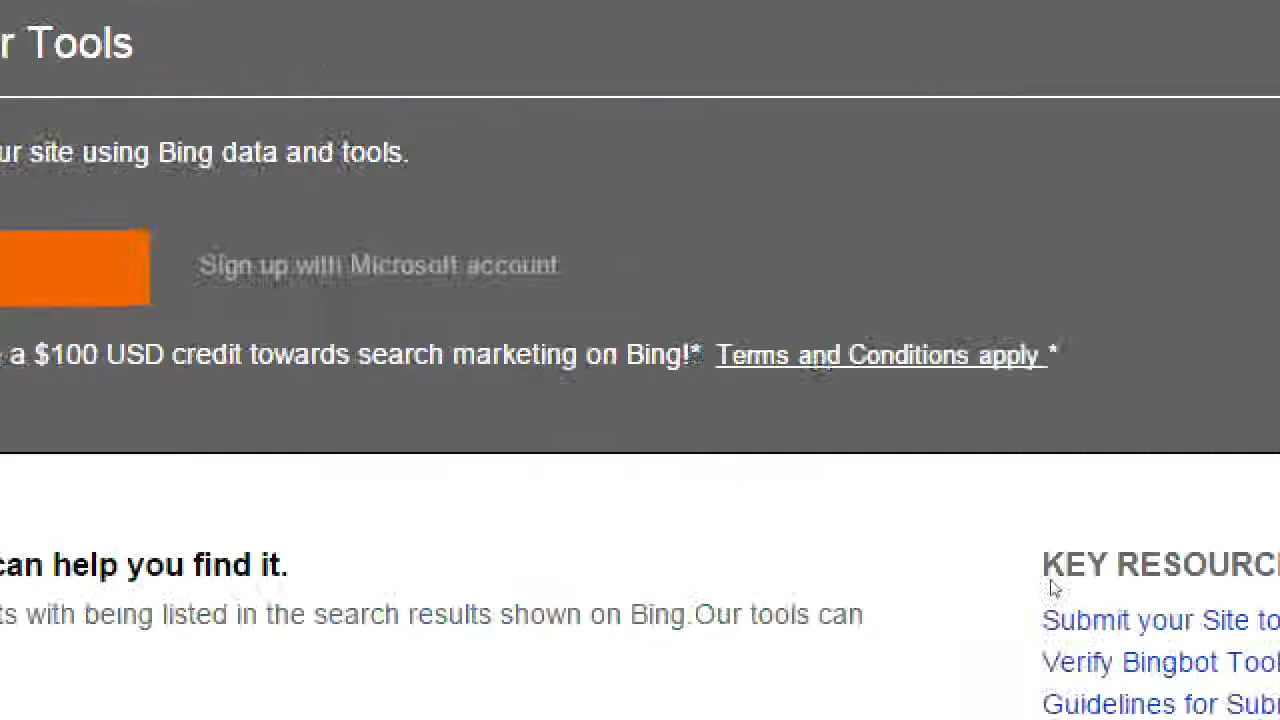 r Tools
ur site using Bing data and tools.
Sign up with Microsoft account
a $100 USD credit towards search marketing on Bing!* Terms and Conditions apply *
can help you find it.
ts with being listed in the search results shown on Bing.Our tools can
KEY RESOURC
Submit your Site to
Verify Bingbot Tool
Guidelines for Subm